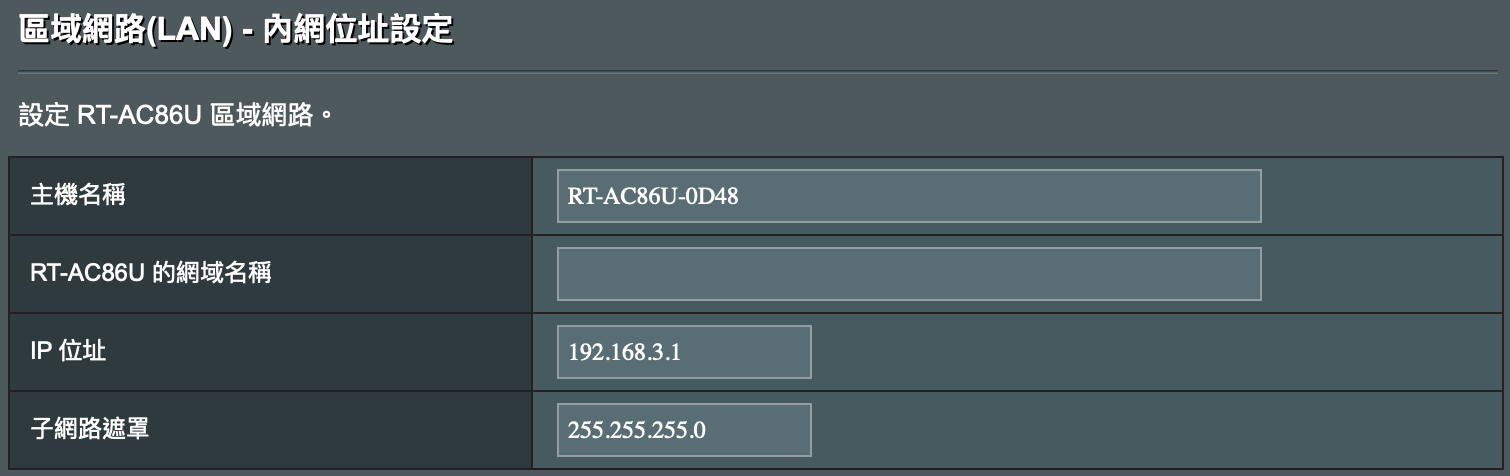 區域網路(LAN) - 內網位址設定
設定 RT-AC86U 區域網路。
主機名稱 RT-AC86U-0D48
RT-AC86U 的網域名稱
IP 位址 192.168.3.1
子網路遮罩 255.255.255.0